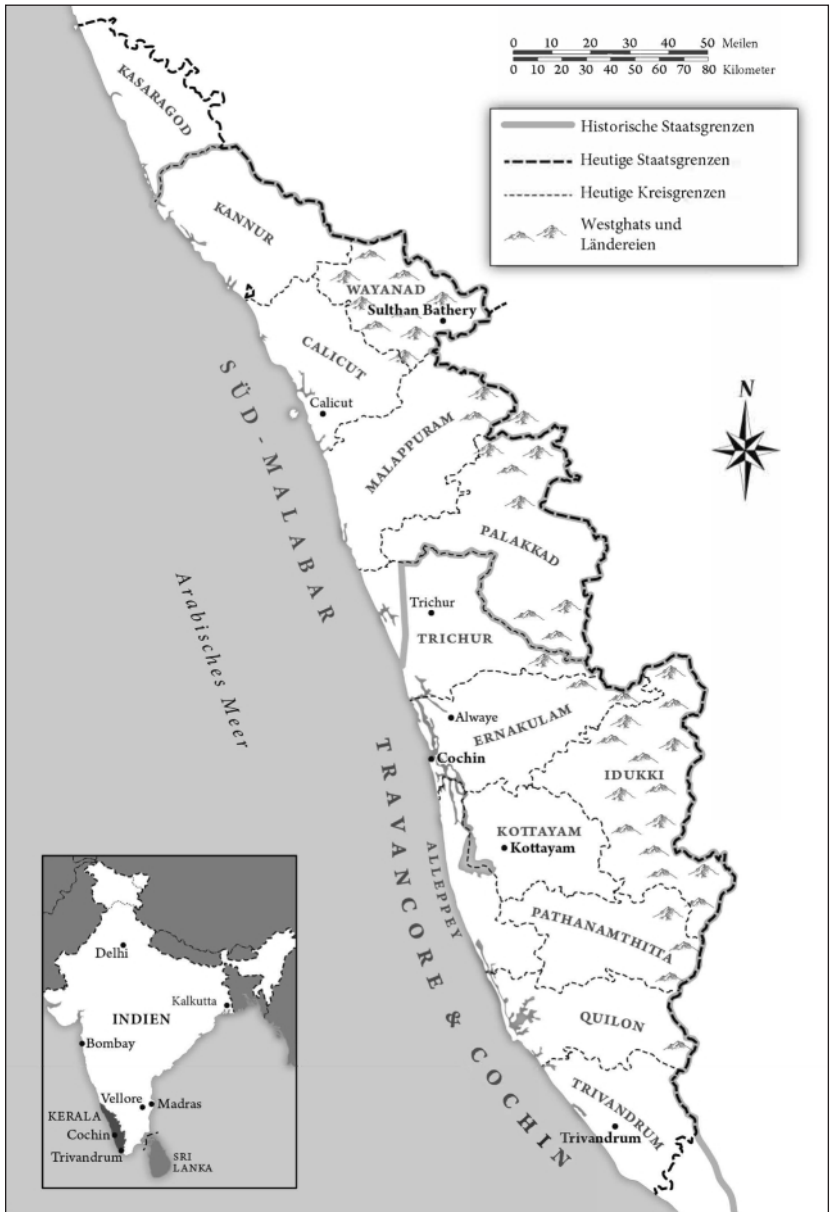 0 10 20 30 40 50 Meilen
0 10 20 30 40 50 60 70 80 Kilometer
Historische Staatsgrenzen
Heutige Staatsgrenzen
Heutige Kreisgrenzen
Westghats und
Ländereien
KASARAGOD
KANNUR
WAYANAD
Sulthan Bathery
CALICUT
Calicut
MALAPPURAM
N
SÜD-MALABAR
PALAKKAD
Arabisches Meer
Trichur
TRICHUR
Alwaye
ERNAKULAM
Cochin
IDUKKI
TRAVANCORE & COCHIN
KOTTAYAM
Kottayam
ALLEPPEY
PATHANAMTHITTA
QUILON
TRIVANDRUM
Trivandrum
Delhi
Kalkutta
INDIEN
Bombay
Vellore
Madras
KERALA
Cochin
Trivandrum
SRI
LANKA